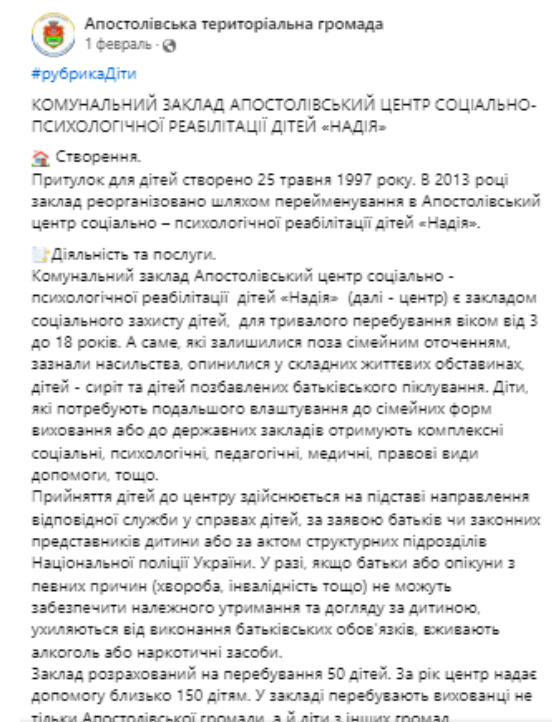 Апостолівська територіальна громада
1 февраль ·
#рубрикаДіти
КОМУНАЛЬНИЙ ЗАКЛАД АПОСТОЛІВСЬКИЙ ЦЕНТР СОЦІАЛЬНО-
ПСИХОЛОГІЧНОЇ РЕАБІЛІТАЦІЇ ДІТЕЙ «НАДІЯ»
Створення.
Притулок для дітей створено 25 травня 1997 року. В 2013 році
заклад реорганізовано шляхом перейменування в Апостолівський
центр соціально – психологічної реабілітації дітей «Надія».
Діяльність та послуги.
Комунальний заклад Апостолівський центр соціально -
психологічної реабілітації дітей «Надія» (далі - центр) є закладом
соціального захисту дітей, для тривалого перебування віком від 3
до 18 років. А саме, які залишилися поза сімейним оточенням,
зазнали насильства, опинилися у складних життєвих обставинах,
дітей - сиріт та дітей позбавлених батьківського піклування. Діти,
які потребують подальшого влаштування до сімейних форм
виховання або до державних закладів отримують комплексні
соціальні, психологічні, педагогічні, медичні, правові види
допомоги, тощо.
Прийняття дітей до центру здійснюється на підставі направлення
відповідної служби у справах дітей, за заявою батьків чи законних
представників дитини або за актом структурних підрозділів
Національної поліції України. У разі, якщо батьки або опікуни з
певних причин (хвороба, інвалідність тощо) не можуть
забезпечити належного утримання та догляду за дитиною,
ухиляються від виконання батьківських обов'язків, вживають
алкоголь або наркотичні засоби.
Заклад розрахований на перебування 50 дітей. За рік центр надає
допомогу близько 150 дітям. У закладі перебувають вихованці не
тільки Апостолівської громади, а й діти з інших громад